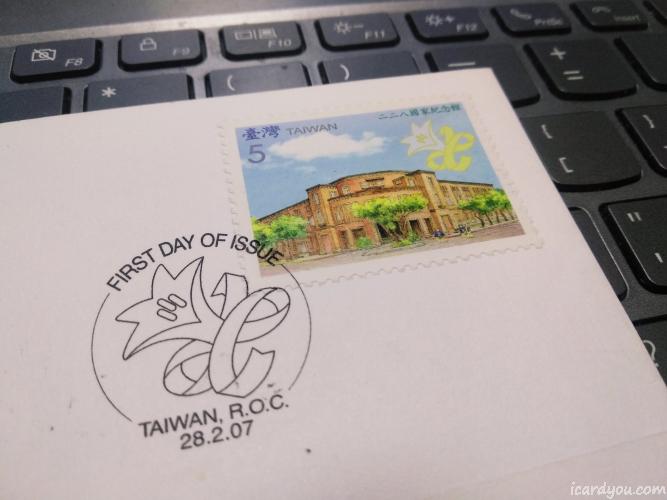 F8
F9
F10
F11
F12
PrtSc
Insert
*
(
)
+
=
{
[
}
]
臺灣 TAIWAN
5
二二八國家紀念館
FIRST DAY OF ISSUE
TAIWAN, R.O.C.
28.2.07
icardyou.com